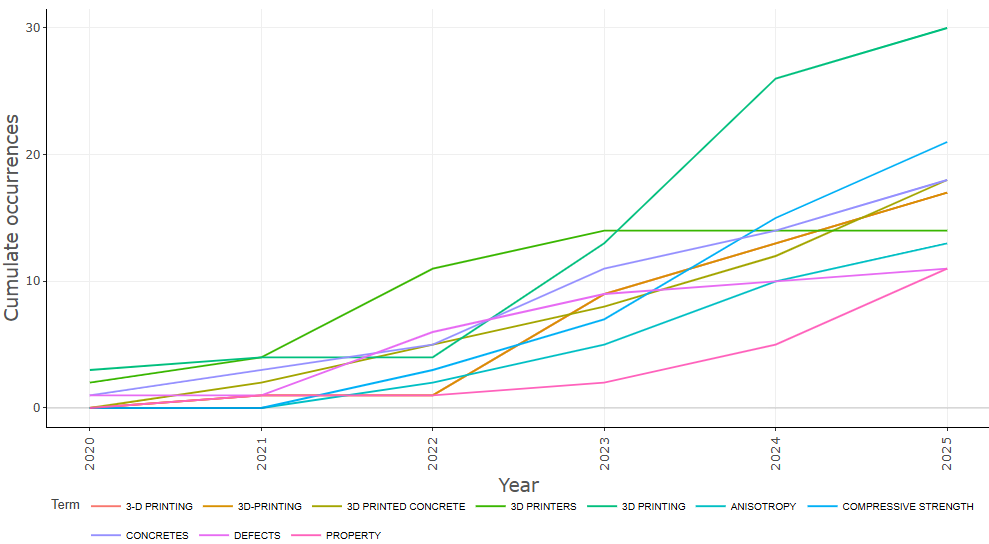 30
20
10
0
Cumulate occurrences
2020
2021
2022
2023
2024
2025
Year
Term
3-D PRINTING
3D-PRINTING
3D PRINTED CONCRETE
3D PRINTERS
3D PRINTING
ANISOTROPY
COMPRESSIVE STRENGTH
CONCRETES
DEFECTS
PROPERTY